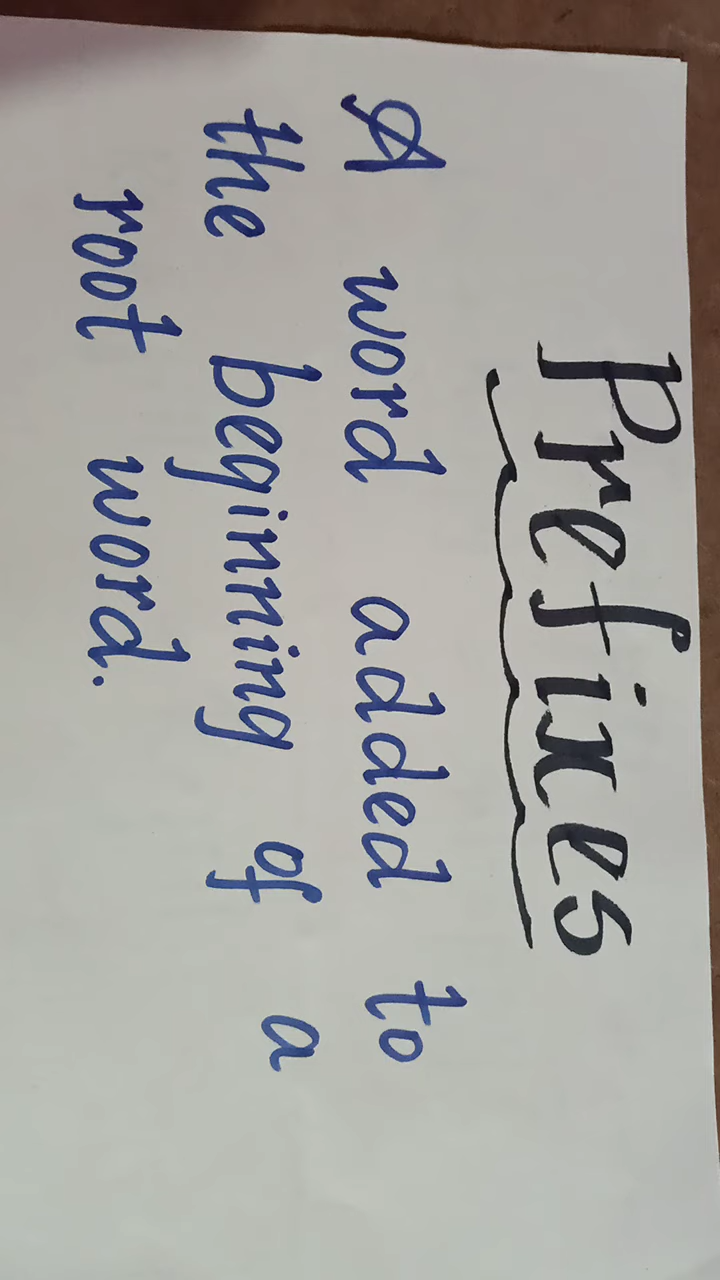 Prefixes
A word added to
the beginning of a
root word.